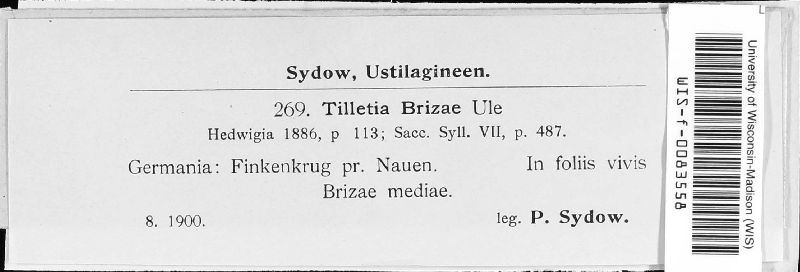 Sydow, Ustilagineen.
269. Tilletia Brizae Ule
Hedwigia 1886, p 113; Sacc. Syll. VII, p. 487.
Germania: Finkenkrug pr. Nauen. In foliis vivis
Brizae mediae.
8. 1900. leg. P. Sydow.
University of Wisconsin-Madison (WIS)
WIS-f-0083558